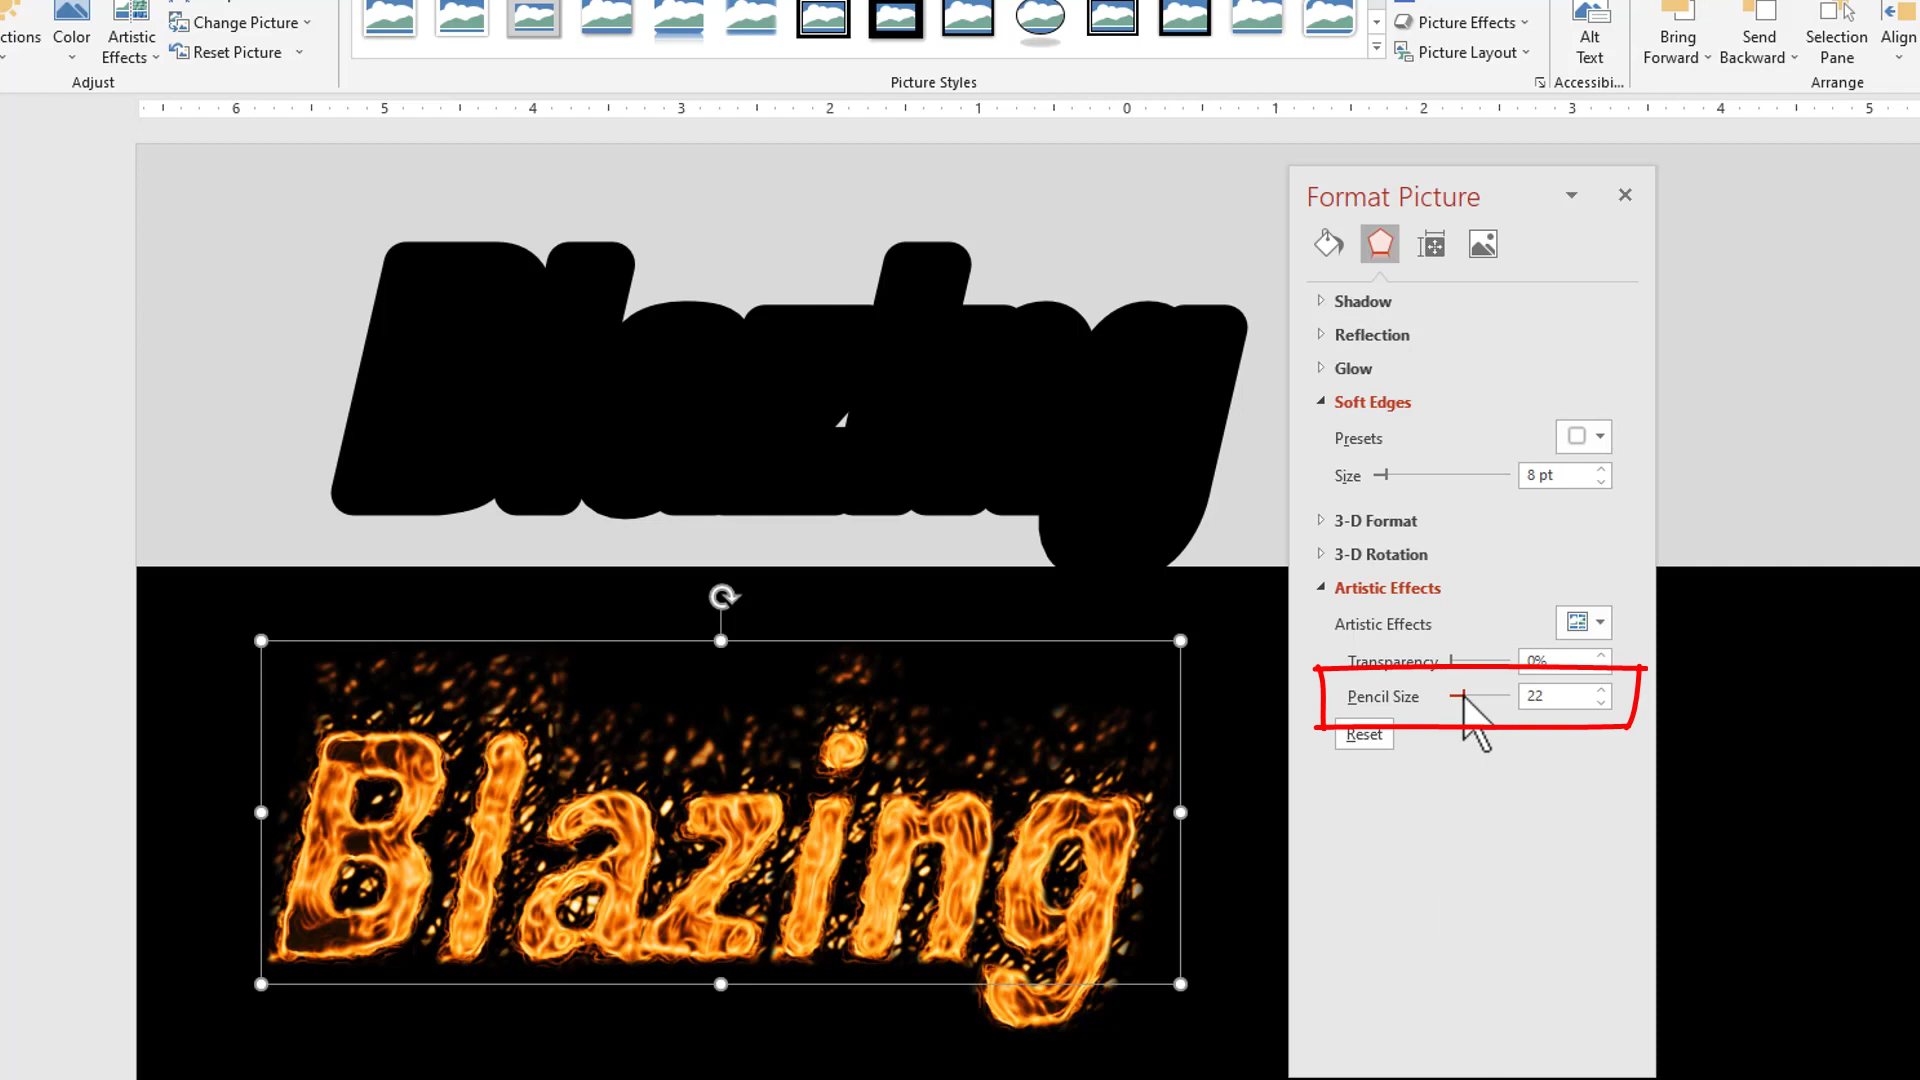 ctions
Color
Artistic
Effects
Change Picture
Reset Picture
Adjust
Picture Styles
Picture Effects
Picture Layout
Alt
Text
Accessibi...
Bring
Forward
Send
Backward
Selection
Pane
Align
Arrange
6 5 4 3 2 1 0 1 2 3 4 5
Format Picture
Shadow
Reflection
Glow
Soft Edges
Presets
Size 8 pt
3-D Format
3-D Rotation
Artistic Effects
Artistic Effects
Transparency 0%
Pencil Size 22
Reset
Blazing
Blazing